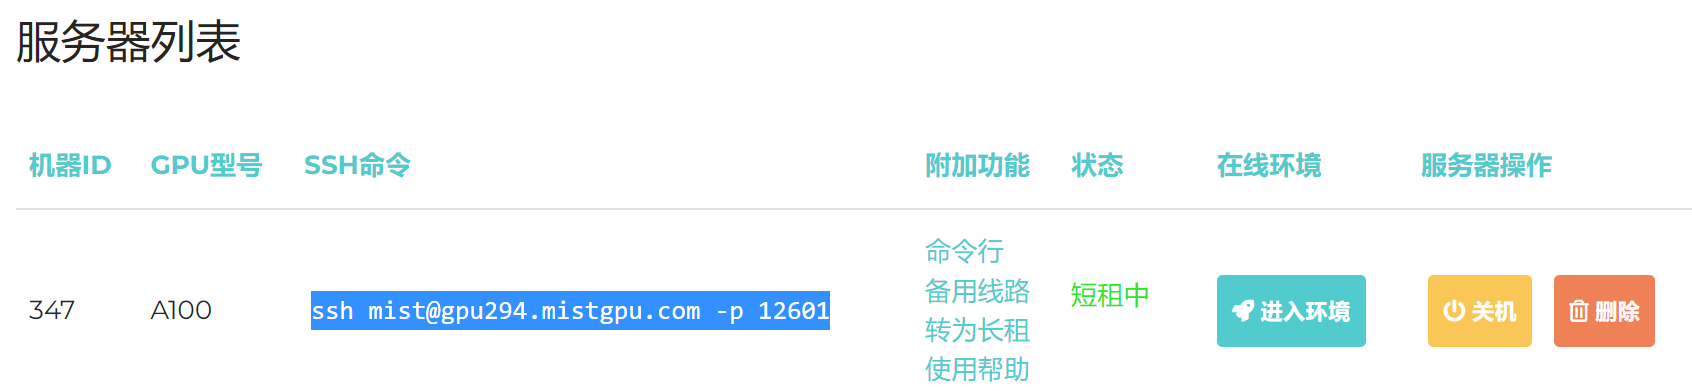 服务器列表
机器ID GPU型号 SSH命令 附加功能 状态 在线环境 服务器操作
347 A100 ssh mist@gpu294.mistgpu.com -p 12601 命令行 备用线路 转为长租 使用帮助 短租中 进入环境 关机 删除